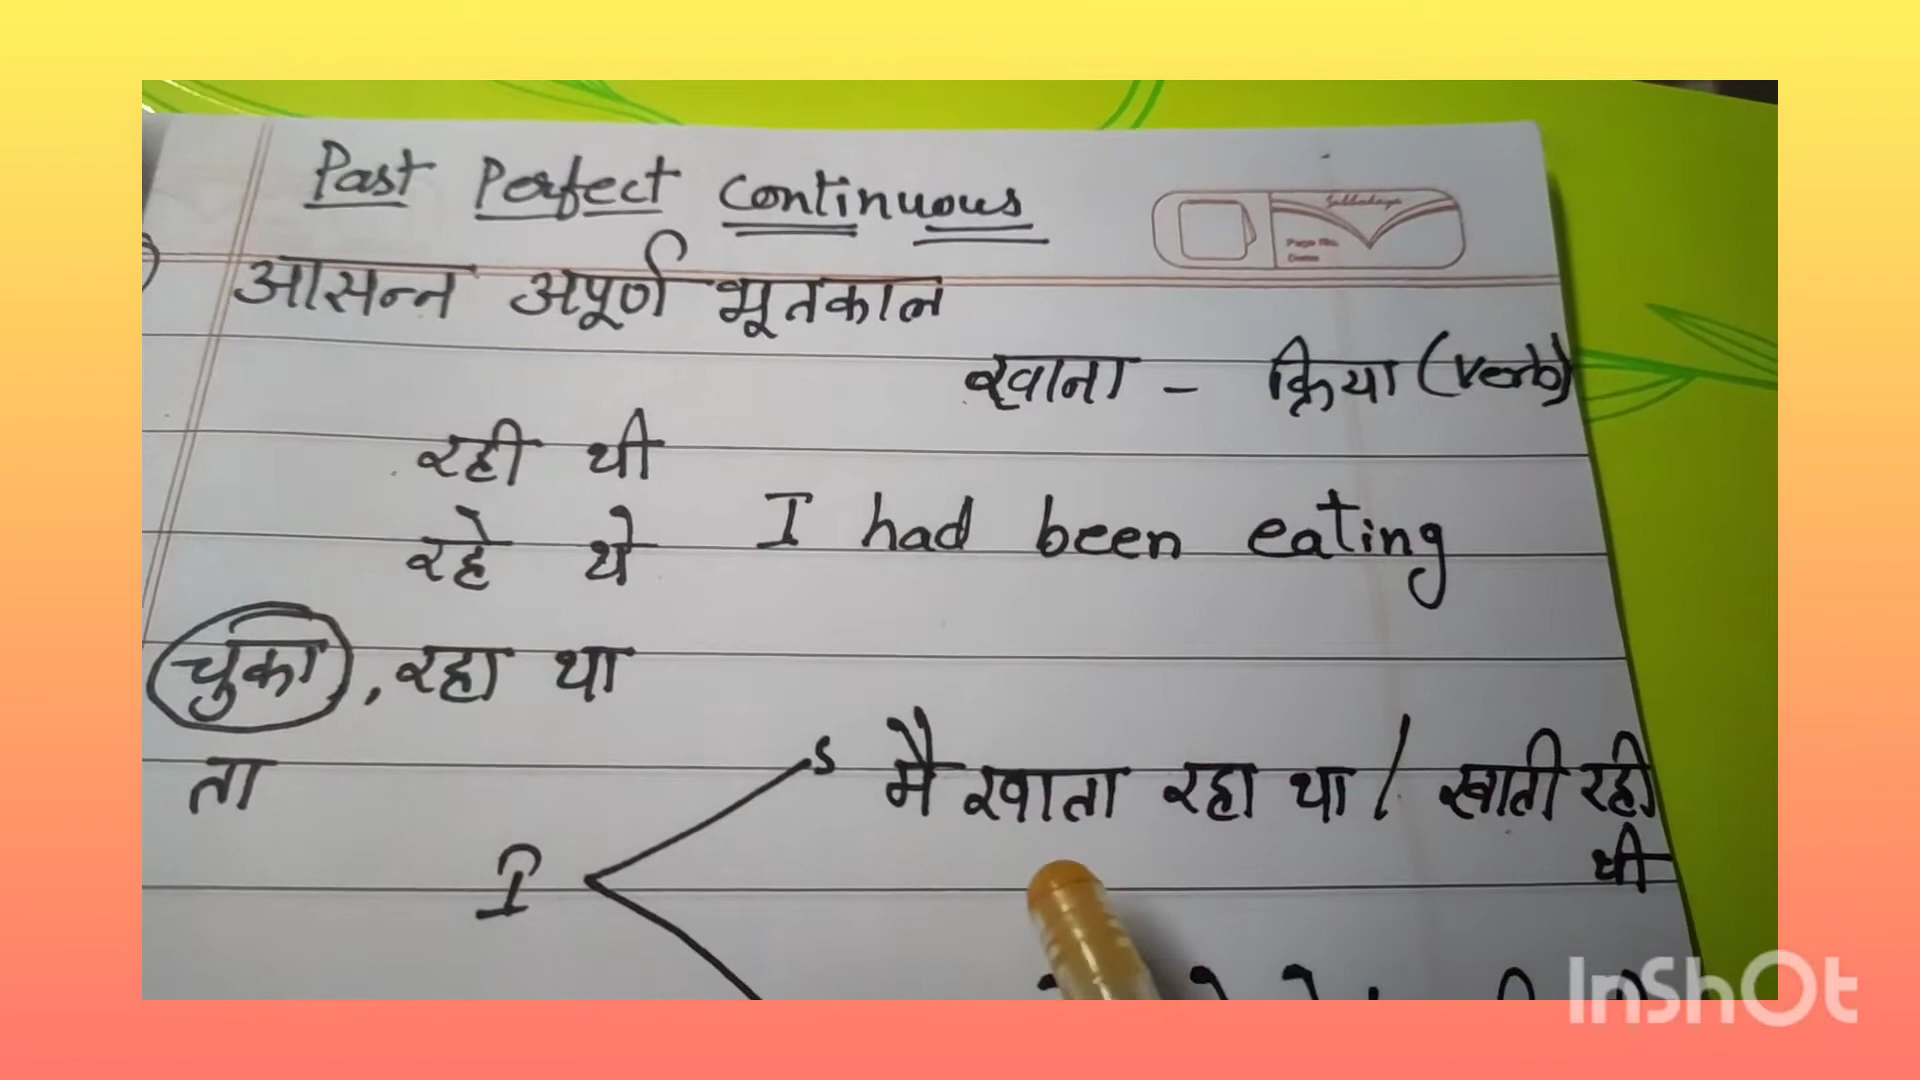 Past Perfect Continuous
आसन्न अपूर्ण भूतकाल
खाना - क्रिया (verb)
रही थी
रहे थे I had been eating
चुका, रहा था
ता
I
s मै खाता रहा था / खाती रही
थी
InShOt